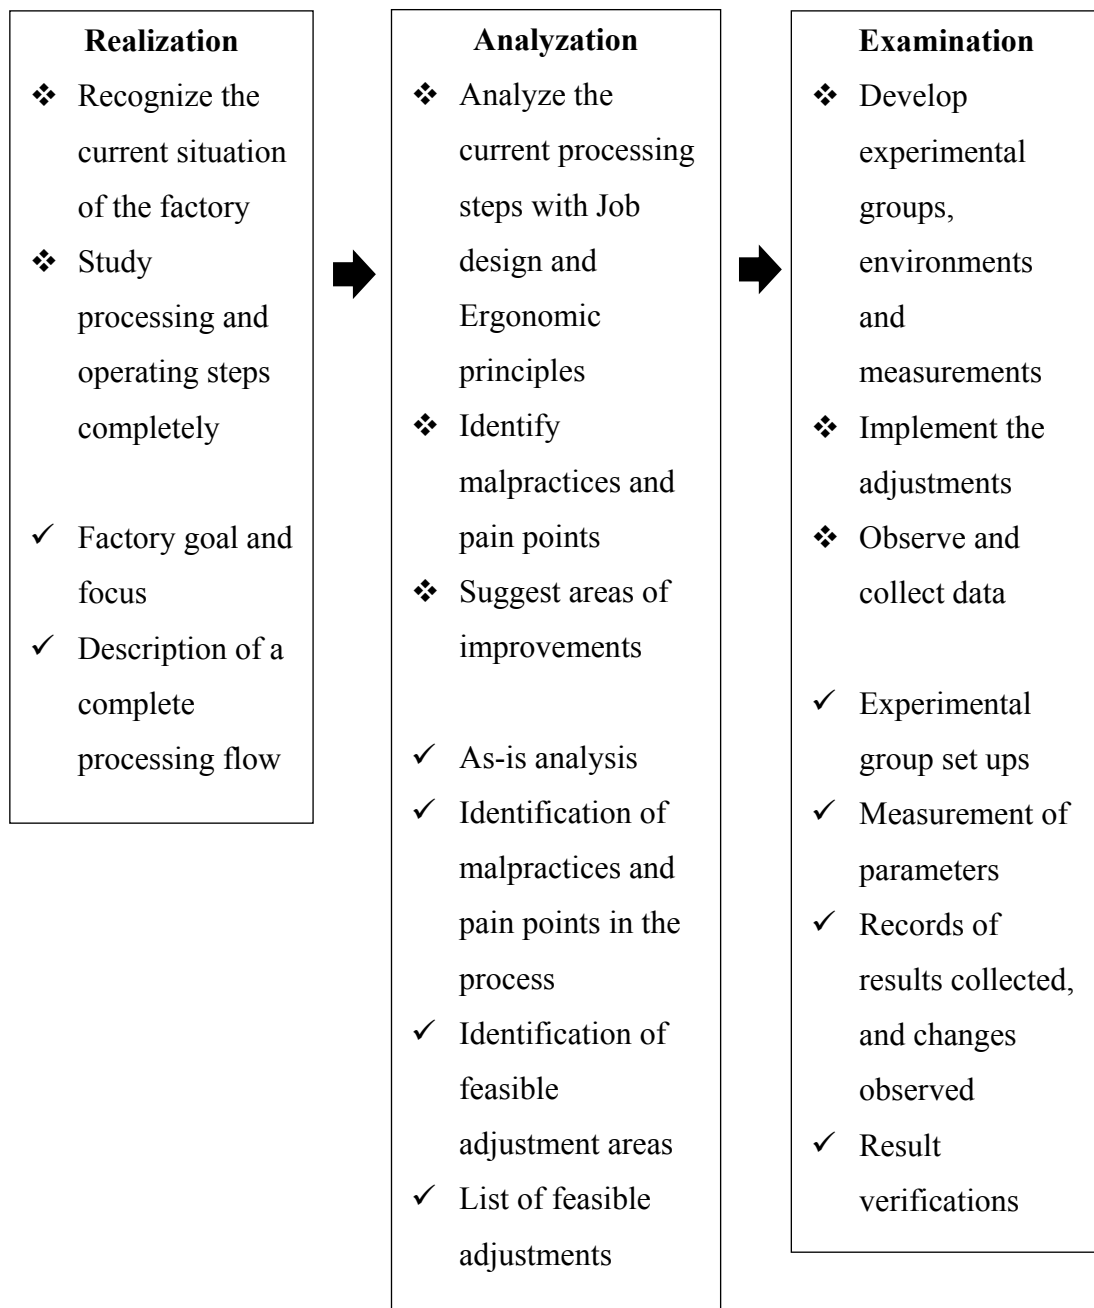 Realization
❖ Recognize the
current situation
of the factory
❖ Study
processing and
operating steps
completely
✓ Factory goal and
focus
✓ Description of a
complete
processing flow
Analyzation
❖ Analyze the
current processing
steps with Job
design and
Ergonomic
principles
❖ Identify
malpractices and
pain points
❖ Suggest areas of
improvements
✓ As-is analysis
✓ Identification of
malpractices and
pain points in the
process
✓ Identification of
feasible
adjustment areas
✓ List of feasible
adjustments
Examination
❖ Develop
experimental
groups,
environments
and
measurements
❖ Implement the
adjustments
❖ Observe and
collect data
✓ Experimental
group set ups
✓ Measurement of
parameters
✓ Records of
results collected,
and changes
observed
✓ Result
verifications